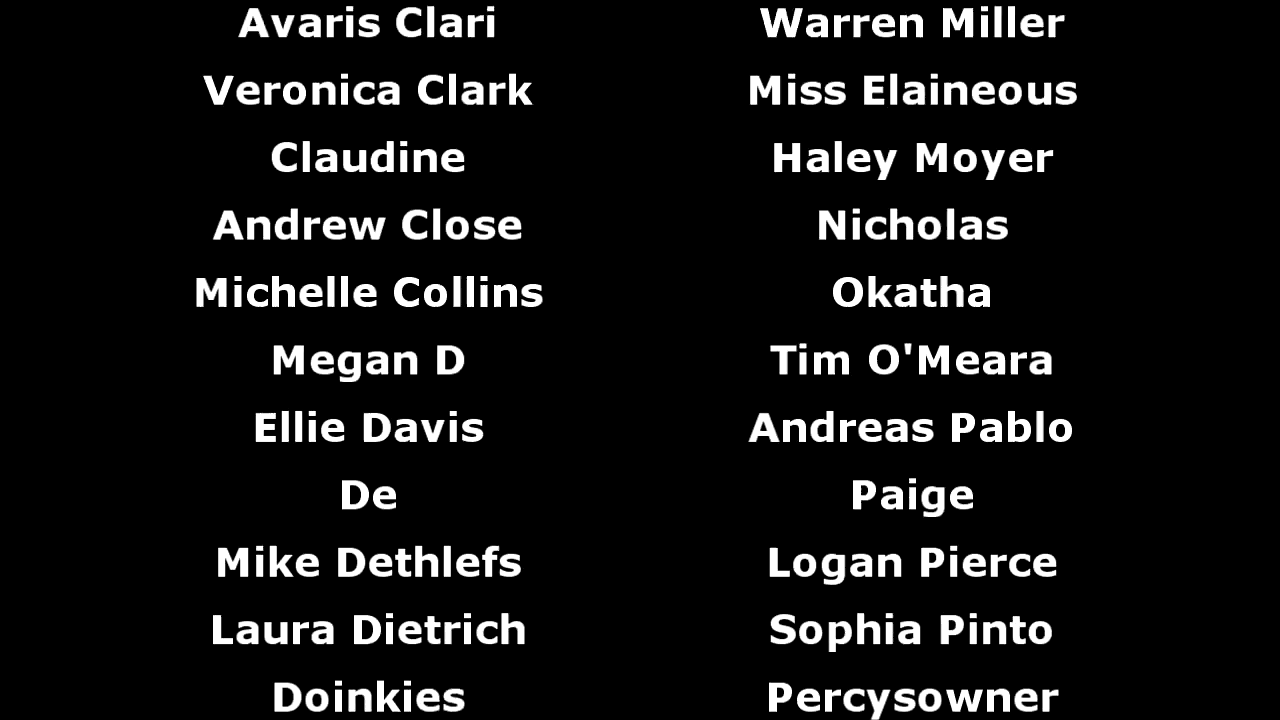 Avaris Clari
Veronica Clark
Claudine
Andrew Close
Michelle Collins
Megan D
Ellie Davis
De
Mike Dethlefs
Laura Dietrich
Doinkies
Warren Miller
Miss Elaineous
Haley Moyer
Nicholas
Okatha
Tim O'Meara
Andreas Pablo
Paige
Logan Pierce
Sophia Pinto
Percysowner